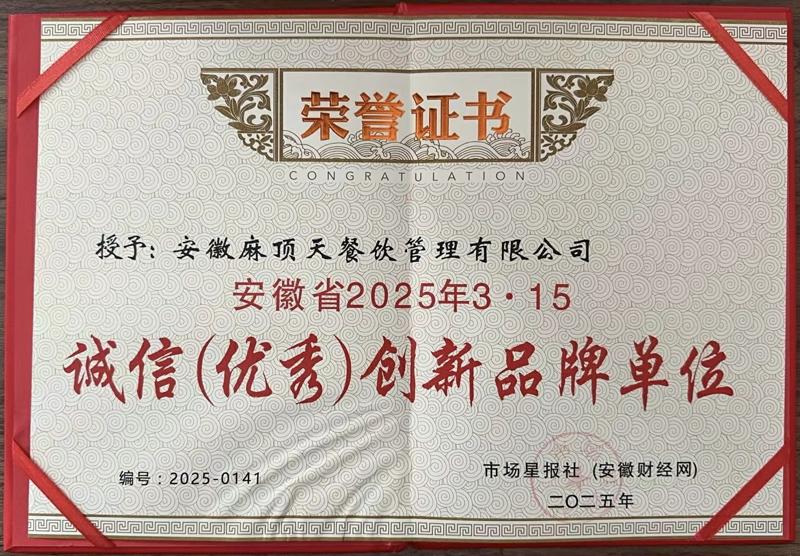 荣誉证书
CONGRATULATION
授予：安徽麻顶天餐饮管理有限公司
安徽省2025年3·15
诚信(优秀)创新品牌单位
编号：2025-0141
市场星报社 (安徽财经网)
二〇二五年